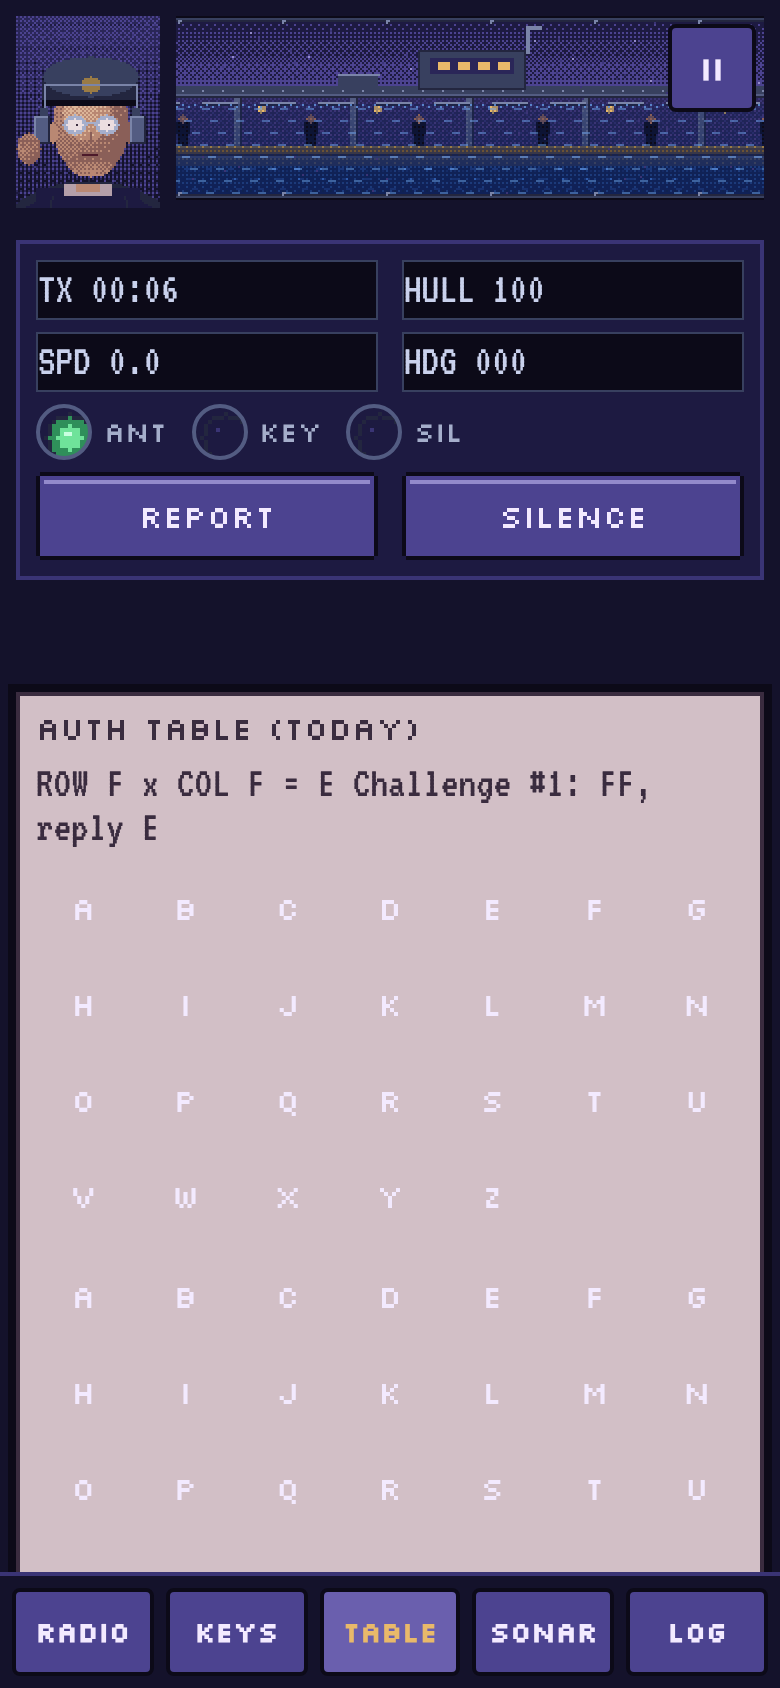 TX 00:06
HULL 100
SPD 0.0
HDG 000
ANT KEY SIL
REPORT
SILENCE
AUTH TABLE (TODAY)
ROW F x COL F = E Challenge #1: FF,
reply E
A B C D E F G
H I J K L M N
O P Q R S T U
V W X Y Z
A B C D E F G
H I J K L M N
O P Q R S T U
RADIO KEYS TABLE SONAR LOG